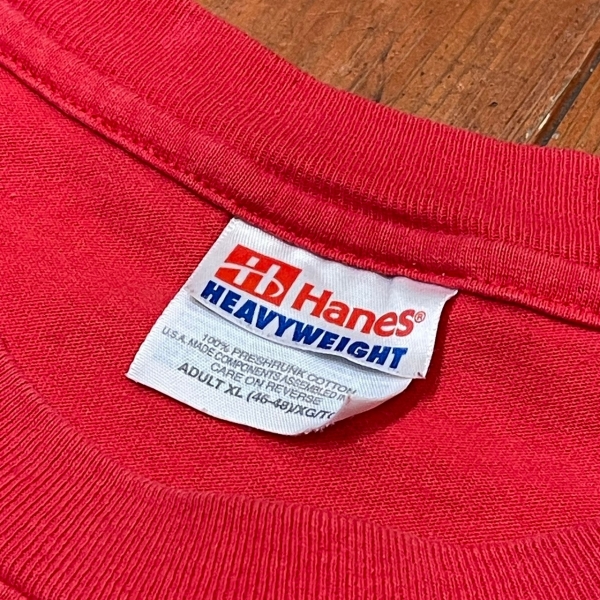 Hanes®
HEAVYWEIGHT
100% PRESHRUNK COTTON
U.S.A. MADE COMPONENTS ASSEMBLED IN
CARE ON REVERSE
ADULT XL (46-48)/XG/TG